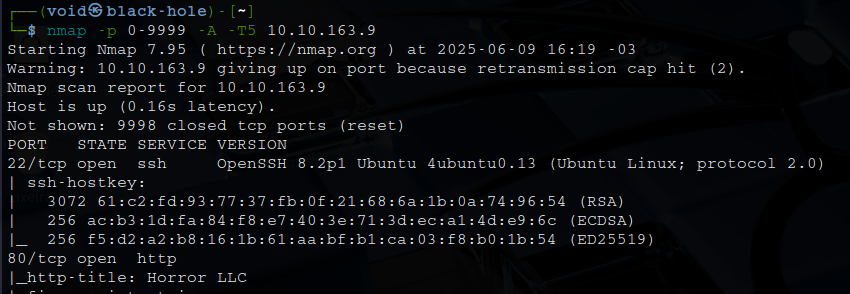 ┌──(void㉿black-hole)-[~]
└─$ nmap -p 0-9999 -A -T5 10.10.163.9
Starting Nmap 7.95 ( https://nmap.org ) at 2025-06-09 16:19 -03
Warning: 10.10.163.9 giving up on port because retransmission cap hit (2).
Nmap scan report for 10.10.163.9
Host is up (0.16s latency).
Not shown: 9998 closed tcp ports (reset)
PORT   STATE SERVICE VERSION
22/tcp open  ssh     OpenSSH 8.2p1 Ubuntu 4ubuntu0.13 (Ubuntu Linux; protocol 2.0)
| ssh-hostkey:
|   3072 61:c2:fd:93:77:37:fb:0f:21:68:6a:1b:0a:74:96:54 (RSA)
|   256 ac:b3:1d:fa:84:f8:e7:40:3e:71:3d:ec:a1:4d:e9:6c (ECDSA)
|_  256 f5:d2:a2:b8:16:1b:61:aa:bf:b1:ca:03:f8:b0:1b:54 (ED25519)
80/tcp open  http
|_http-title: Horror LLC